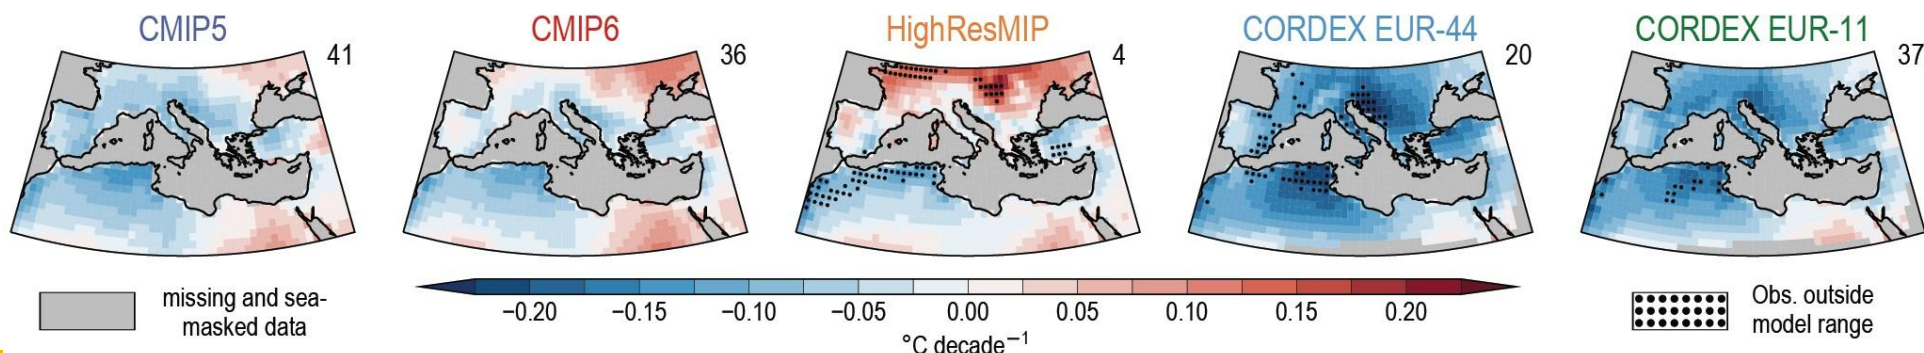 CMIP5
41
CMIP6
36
HighResMIP
4
CORDEX EUR-44
20
CORDEX EUR-11
37
missing and sea-
masked data
−0.20 −0.15 −0.10 −0.05 0.00 0.05 0.10 0.15 0.20
°C decade⁻¹
Obs. outside
model range